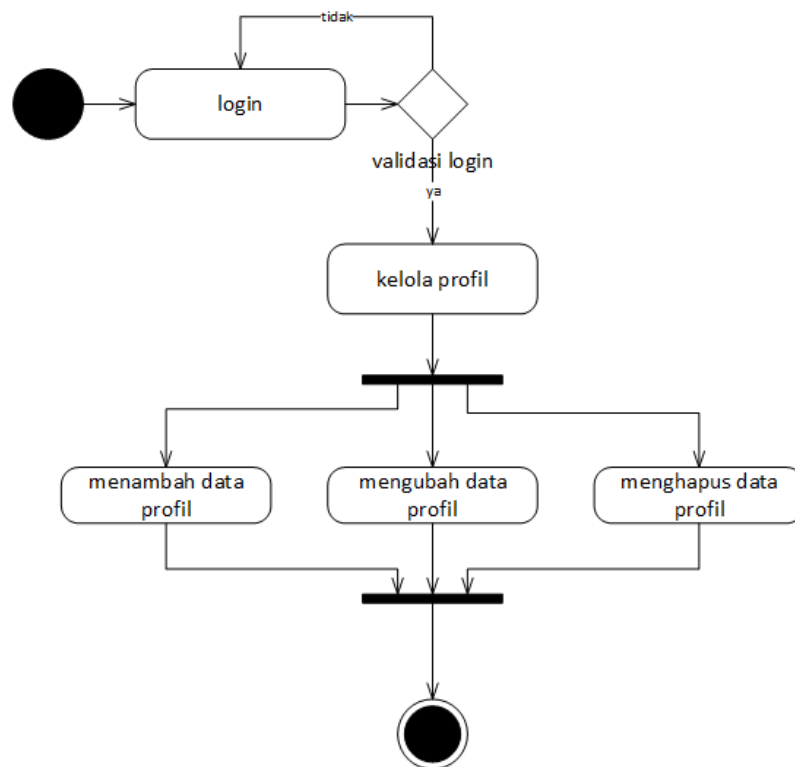 tidak
login
validasi login
ya
kelola profil
menambah data
profil
mengubah data
profil
menghapus data
profil